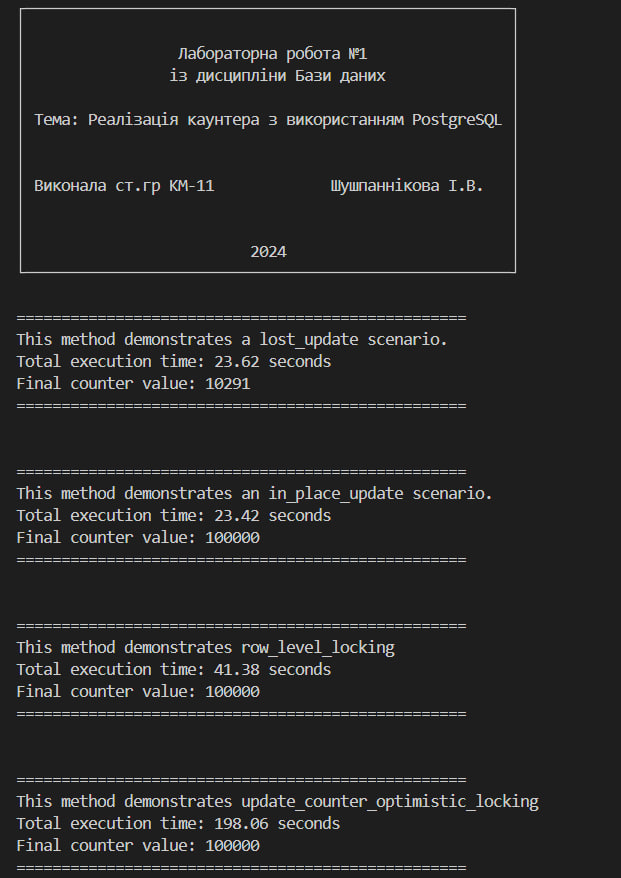 Лабораторна робота №1
із дисципліни Бази даних
Тема: Реалізація каунтера з використанням PostgreSQL
Виконала ст.гр КМ-11 Шушпаннікова І.В.
2024
==================================================
This method demonstrates a lost_update scenario.
Total execution time: 23.62 seconds
Final counter value: 10291
==================================================
==================================================
This method demonstrates an in_place_update scenario.
Total execution time: 23.42 seconds
Final counter value: 100000
==================================================
==================================================
This method demonstrates row_level_locking
Total execution time: 41.38 seconds
Final counter value: 100000
==================================================
==================================================
This method demonstrates update_counter_optimistic_locking
Total execution time: 198.06 seconds
Final counter value: 100000
==================================================